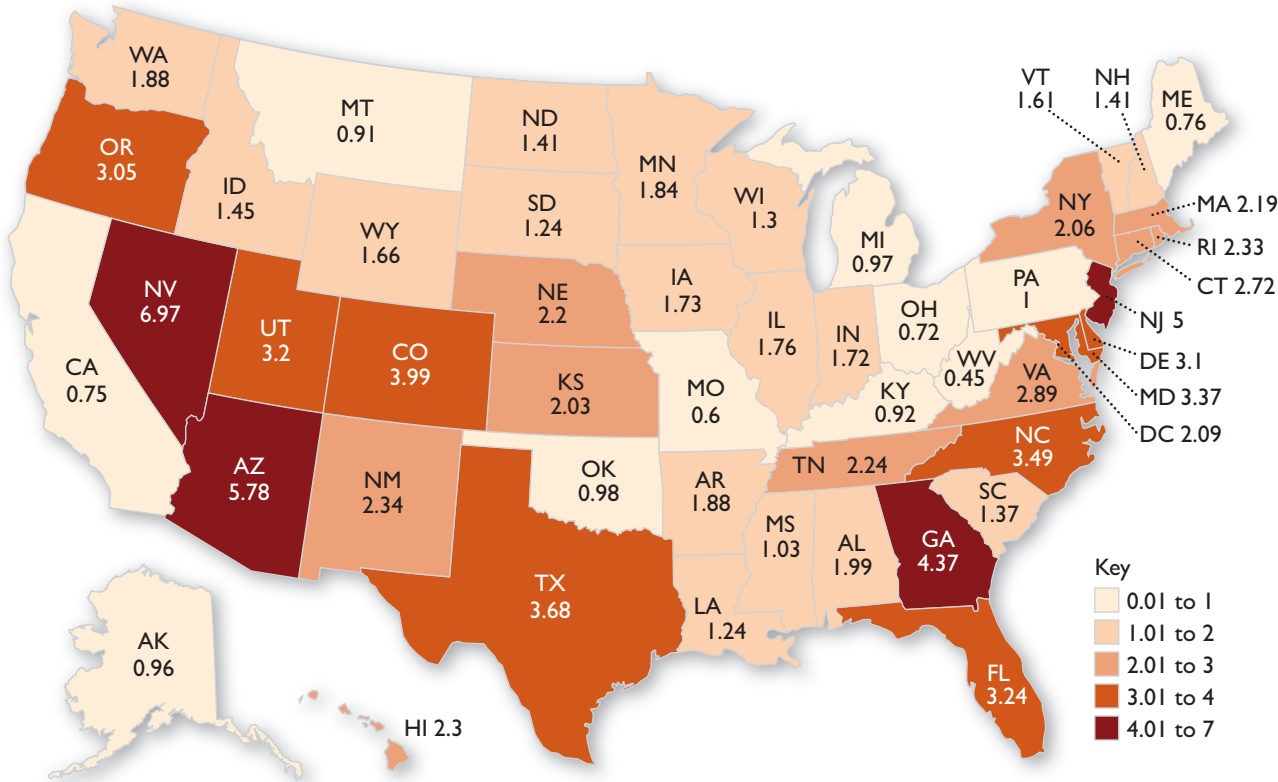 WA
1.88
OR
3.05
CA
0.75
NV
6.97
ID
1.45
MT
0.91
WY
1.66
UT
3.2
CO
3.99
AZ
5.78
NM
2.34
ND
1.41
SD
1.24
NE
2.2
KS
2.03
OK
0.98
TX
3.68
MN
1.84
IA
1.73
MO
0.6
AR
1.88
LA
1.24
WI
1.3
IL
1.76
MS
1.03
MI
0.97
IN
1.72
OH
0.72
KY
0.92
TN 2.24
AL
1.99
GA
4.37
FL
3.24
SC
1.37
NC
3.49
VA
2.89
WV
0.45
PA
1
NY
2.06
VT
1.61
NH
1.41
ME
0.76
MA 2.19
RI 2.33
CT 2.72
NJ 5
DE 3.1
MD 3.37
DC 2.09
AK
0.96
HI 2.3
Key
0.01 to 1
1.01 to 2
2.01 to 3
3.01 to 4
4.01 to 7